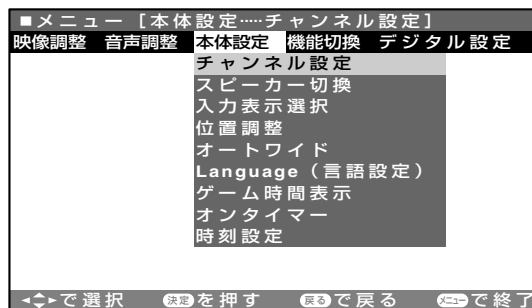 ■メニュー [本体設定┈チャンネル設定]
映像調整 音声調整 本体設定 機能切換 デジタル設定
チャンネル設定
スピーカー切換
入力表示選択
位置調整
オートワイド
Language(言語設定)
ゲーム時間表示
オンタイマー
時刻設定
で選択 決定を押す 戻るで戻る メニューで終了